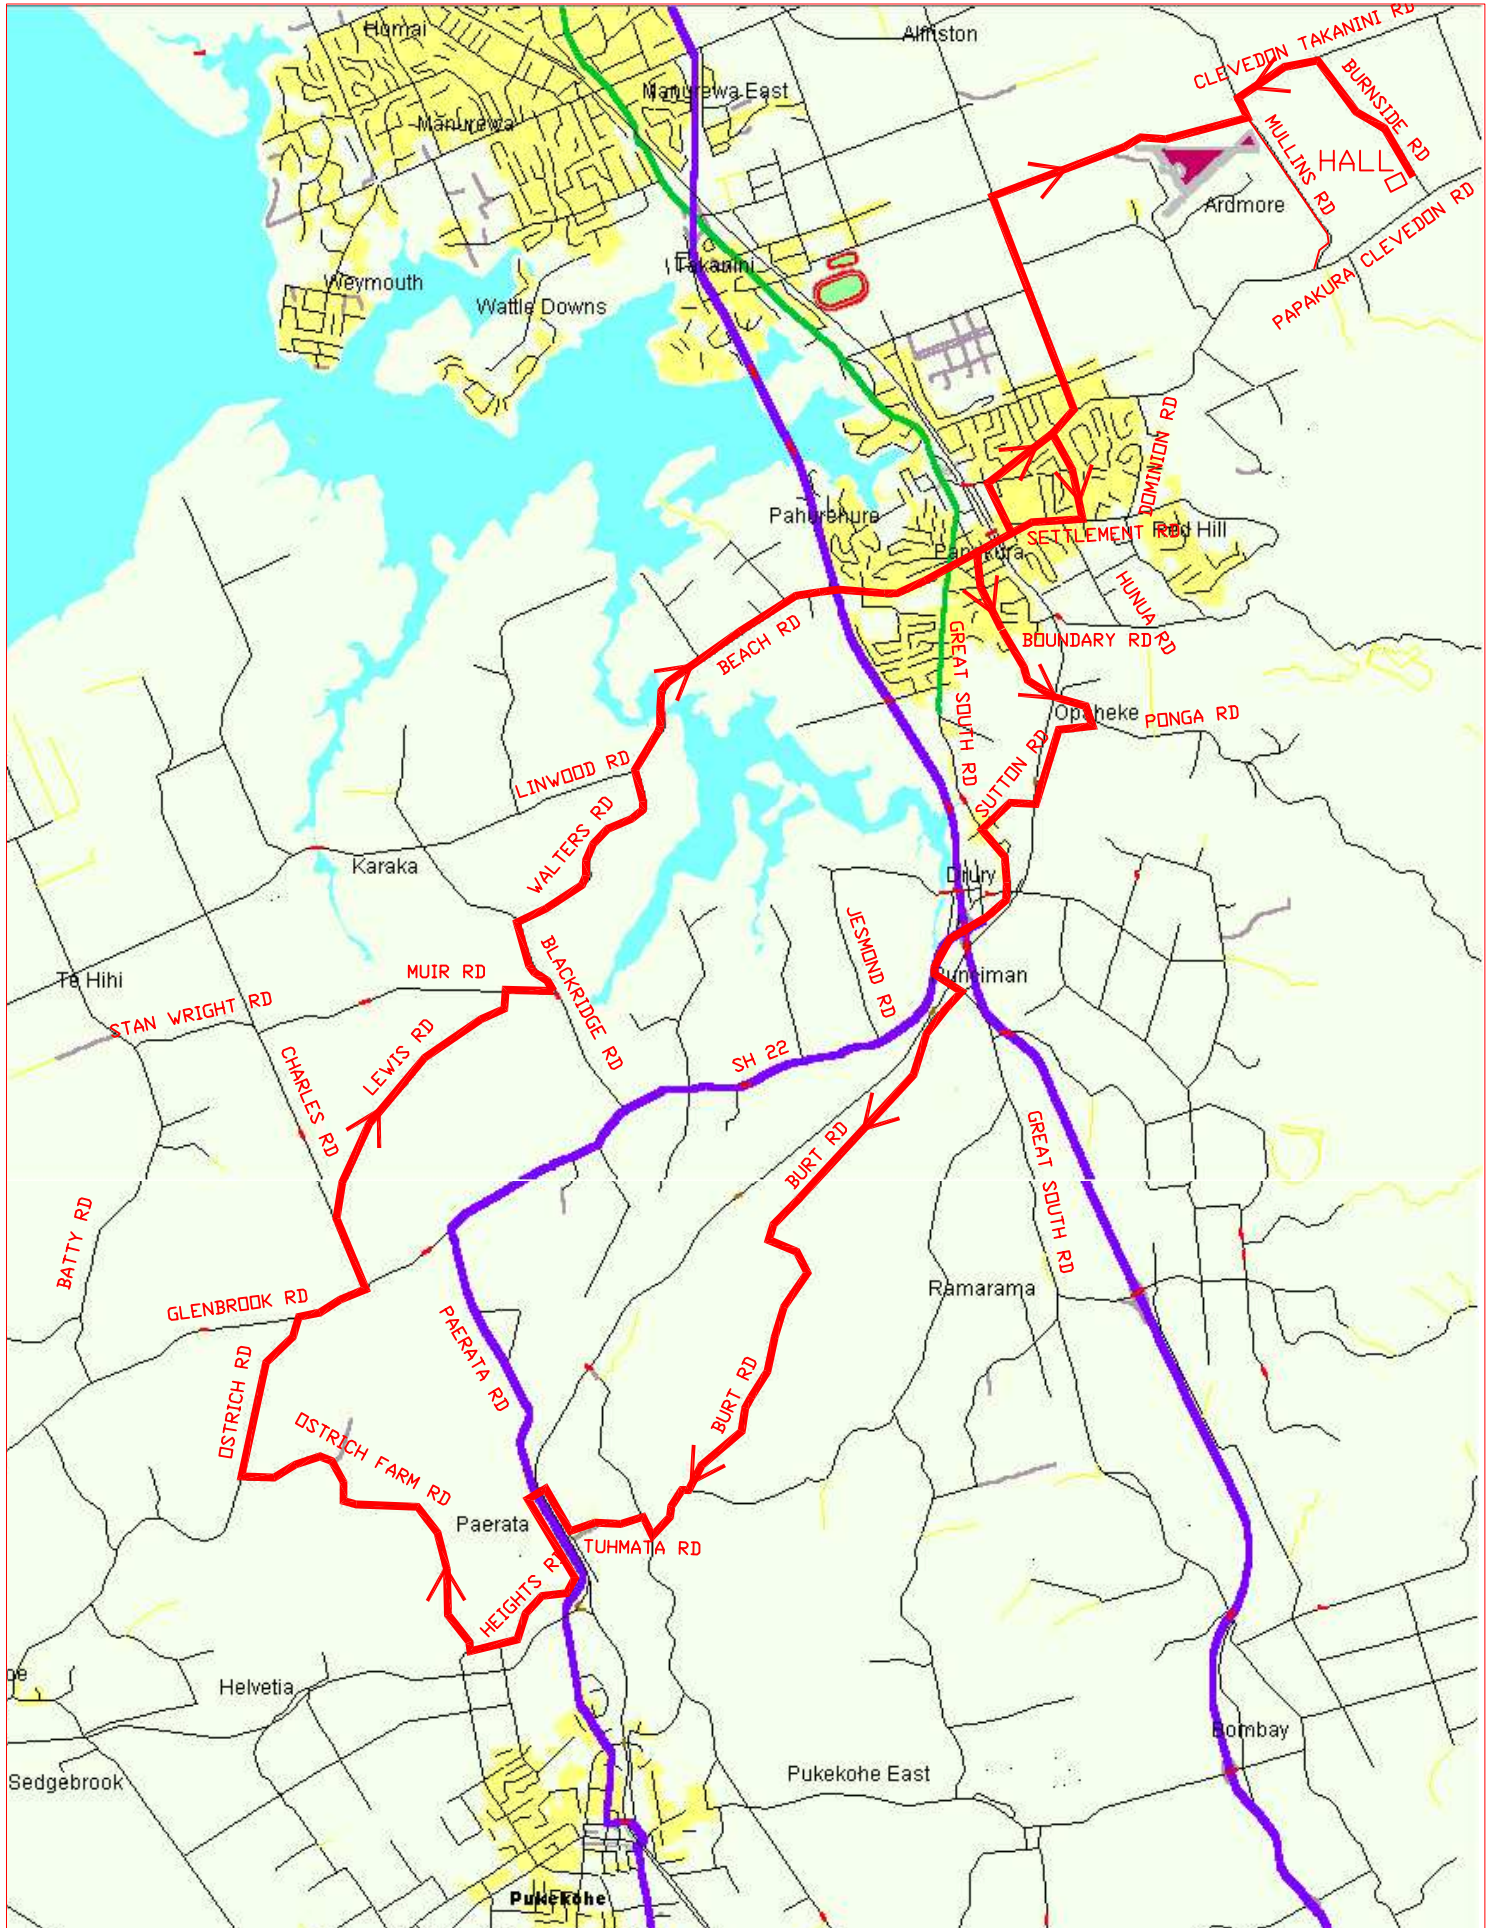 Homai
Alfriston
CLEVEDON TAKANINI RD
BURNSIDE RD
Manurewa East
Manurewa
MULLINS RD
HALL
Ardmore
PAPAKURA CLEVEDON RD
Takanini
Weymouth
Wattle Downs
DOMINION RD
Pahurehure
SETTLEMENT RD
Red Hill
Papakura
HUNUA RD
BEACH RD
GREAT SOUTH RD
BOUNDARY RD
Opaheke
PONGA RD
LINWOOD RD
SUTTON RD
WALTERS RD
Karaka
Drury
JESMOND RD
BLACKRIDGE RD
Te Hihi
MUIR RD
Runciman
STAN WRIGHT RD
LEWIS RD
CHARLES RD
SH 22
BURT RD
GREAT SOUTH RD
BATTY RD
GLENBROOK RD
Ramarama
PAERATA RD
OSTRICH RD
BURT RD
OSTRICH FARM RD
Paerata
TUHMATA RD
HEIGHTS RD
Helvetia
Bombay
Sedgebrook
Pukekohe East
Pukekohe